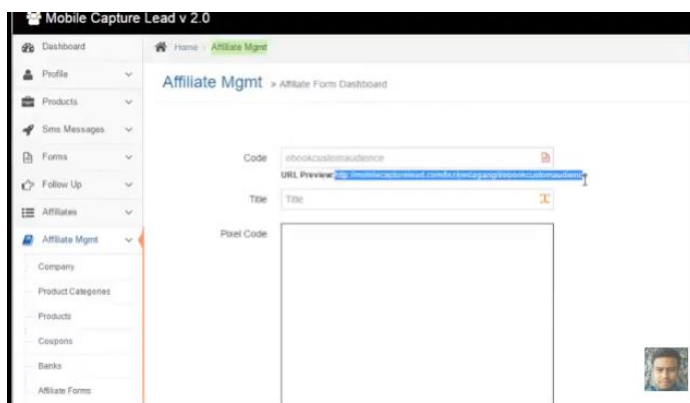 Mobile Capture Lead v 2.0
Dashboard
Home Affiliate Mgmt
Profile
Affiliate Mgmt » Affiliate Form Dashboard
Products
Sms Messages
Forms
Code ebookcustomaudience
URL Preview:
Follow Up
Title Title
Affiliates
Affiliate Mgmt
Pixel Code
Company
Product Categories
Products
Coupons
Banks
Affiliate Forms